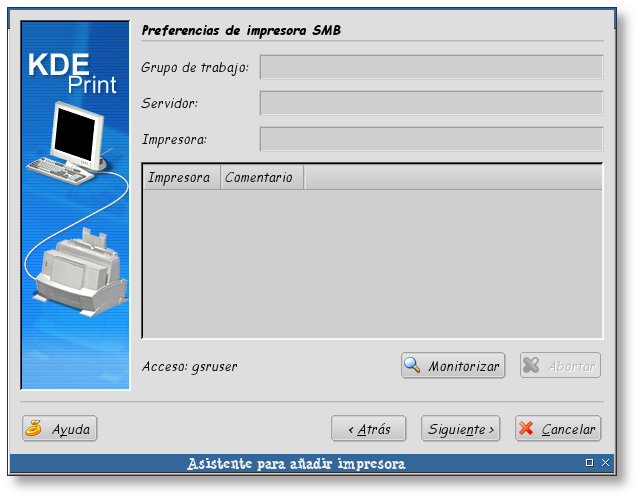 KDE
Print
Preferencias de impresora SMB
Grupo de trabajo:
Servidor:
Impresora:
Impresora Comentario
Acceso: gsruser
Monitorizar Abortar
Ayuda < Atrás Siguiente > Cancelar
Asistente para añadir impresora